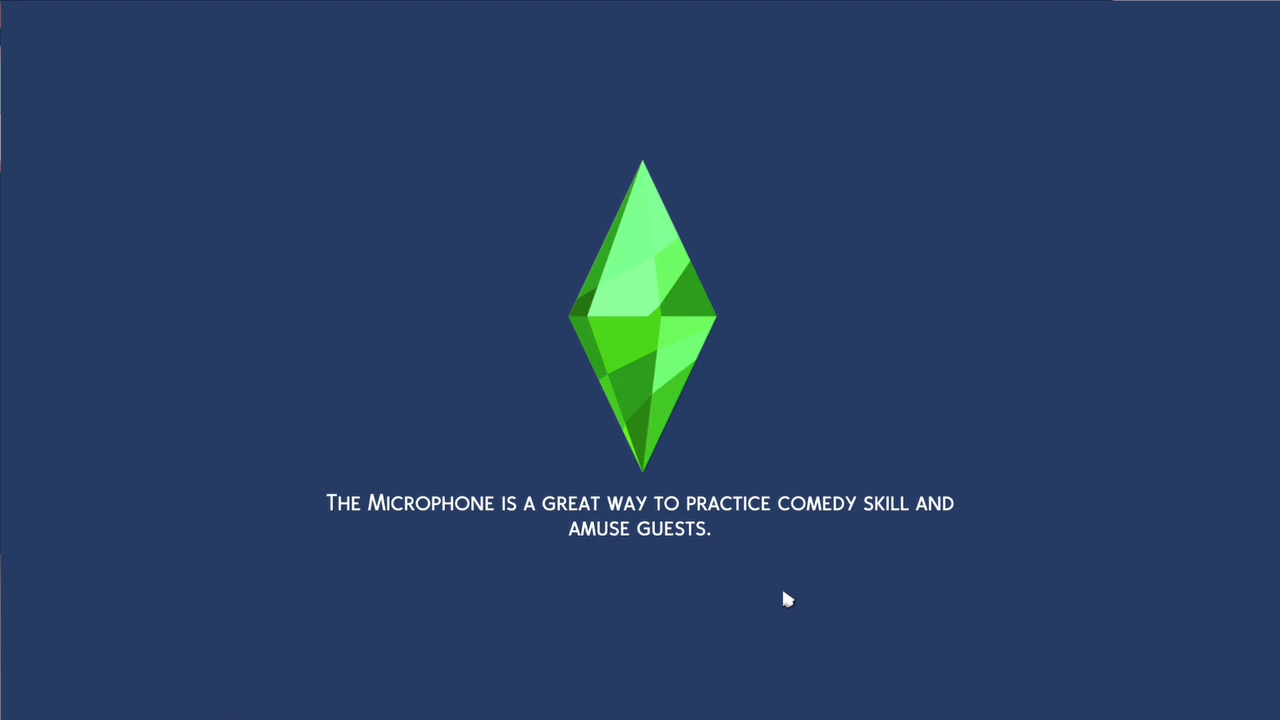 The Microphone is a great way to practice comedy skill and
amuse guests.